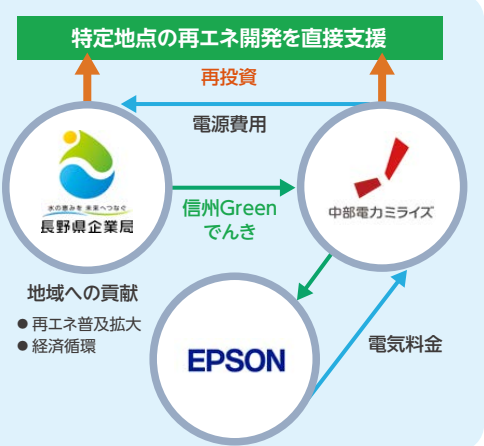 特定地点の再エネ開発を直接支援
再投資
電源費用
水の恵みを 未来へつなぐ
長野県企業局
信州Green
でんき
中部電力ミライズ
地域への貢献
● 再エネ普及拡大
● 経済循環
EPSON
電気料金